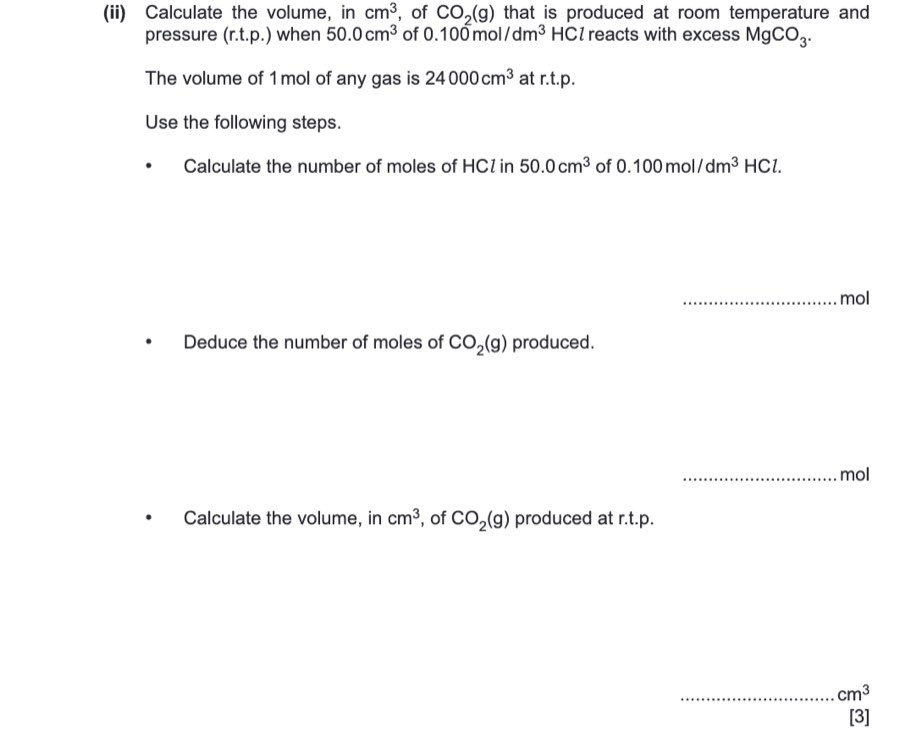 (ii) Calculate the volume, in cm³, of CO₂(g) that is produced at room temperature and
pressure (r.t.p.) when 50.0 cm³ of 0.100 mol/dm³ HCl reacts with excess MgCO₃.
The volume of 1 mol of any gas is 24 000 cm³ at r.t.p.
Use the following steps.
• Calculate the number of moles of HCl in 50.0 cm³ of 0.100 mol/dm³ HCl.
.............................. mol
• Deduce the number of moles of CO₂(g) produced.
.............................. mol
• Calculate the volume, in cm³, of CO₂(g) produced at r.t.p.
.............................. cm³
[3]